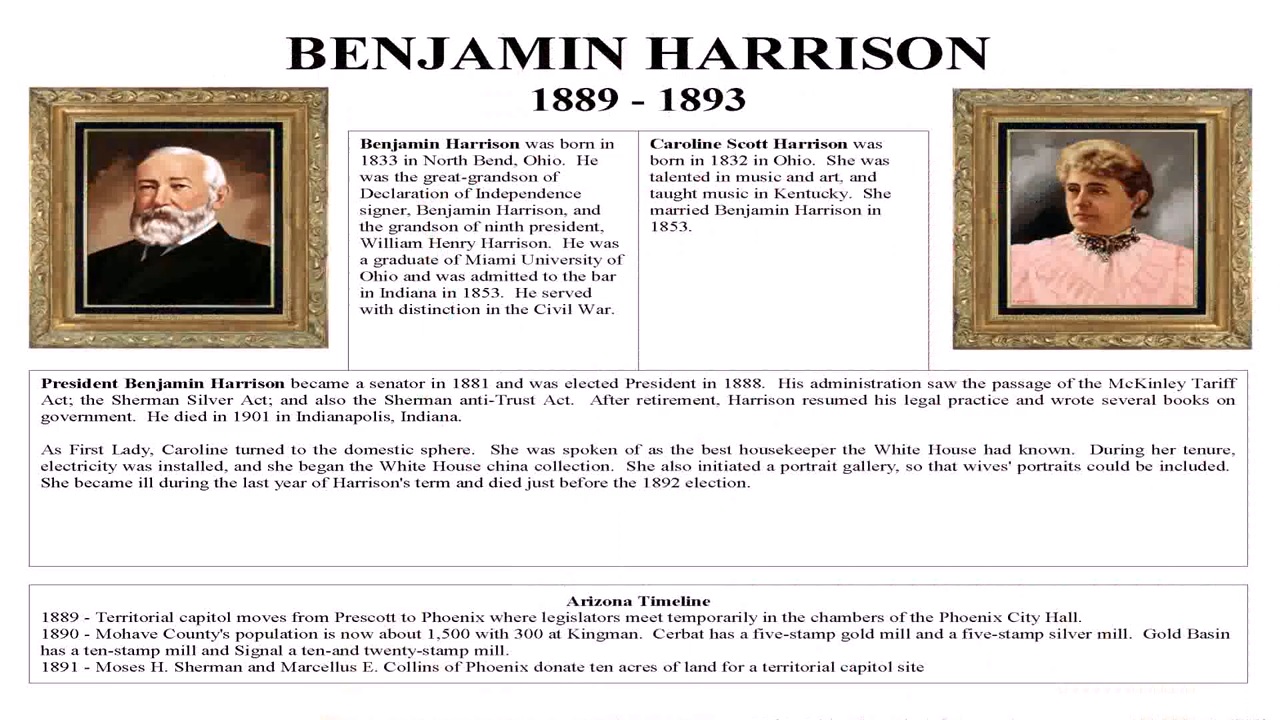 BENJAMIN HARRISON
1889 - 1893
Benjamin Harrison was born in
1833 in North Bend, Ohio.  He
was the great-grandson of
Declaration of Independence
signer, Benjamin Harrison, and
the grandson of ninth president,
William Henry Harrison.  He was
a graduate of Miami University of
Ohio and was admitted to the bar
in Indiana in 1853.  He served
with distinction in the Civil War.
Caroline Scott Harrison was
born in 1832 in Ohio.  She was
talented in music and art, and
taught music in Kentucky.  She
married Benjamin Harrison in
1853.
President Benjamin Harrison became a senator in 1881 and was elected President in 1888.  His administration saw the passage of the McKinley Tariff
Act; the Sherman Silver Act; and also the Sherman anti-Trust Act.  After retirement, Harrison resumed his legal practice and wrote several books on
government.  He died in 1901 in Indianapolis, Indiana.
As First Lady, Caroline turned to the domestic sphere.  She was spoken of as the best housekeeper the White House had known.  During her tenure,
electricity was installed, and she began the White House china collection.  She also initiated a portrait gallery, so that wives' portraits could be included.
She became ill during the last year of Harrison's term and died just before the 1892 election.
Arizona Timeline
1889 - Territorial capitol moves from Prescott to Phoenix where legislators meet temporarily in the chambers of the Phoenix City Hall.
1890 - Mohave County's population is now about 1,500 with 300 at Kingman.  Cerbat has a five-stamp gold mill and a five-stamp silver mill.  Gold Basin
has a ten-stamp mill and Signal a ten-and twenty-stamp mill.
1891 - Moses H. Sherman and Marcellus E. Collins of Phoenix donate ten acres of land for a territorial capitol site